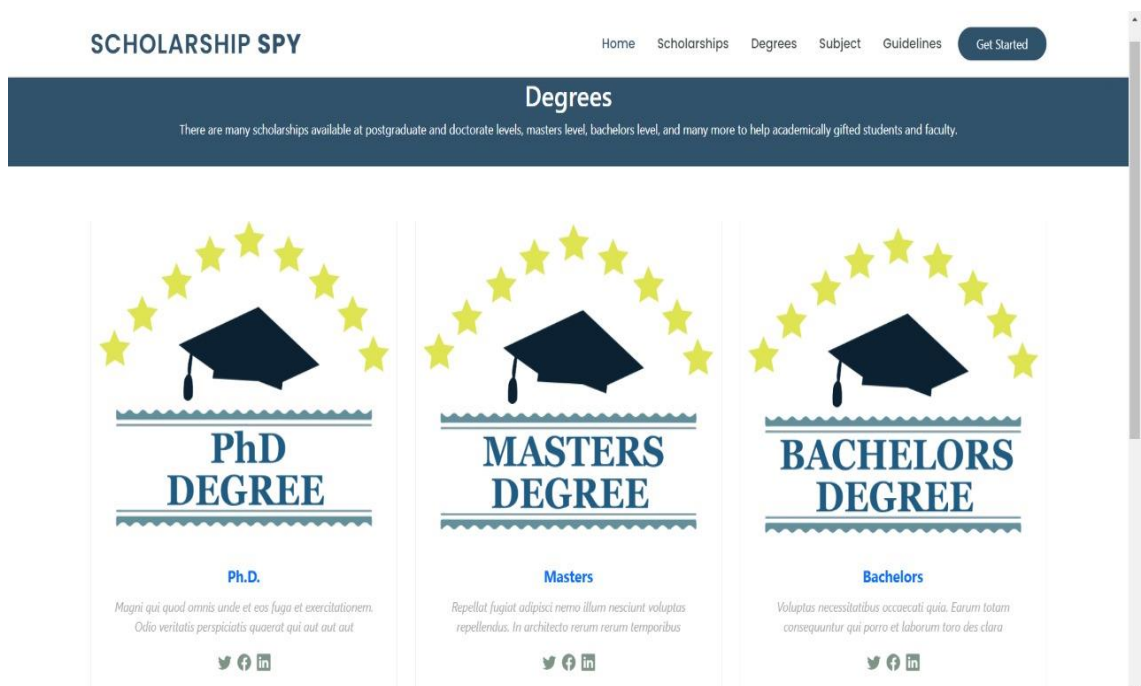 SCHOLARSHIP SPY
Home Scholarships Degrees Subject Guidelines Get Started
Degrees
There are many scholarships available at postgraduate and doctorate levels, masters level, bachelors level, and many more to help academically gifted students and faculty.
PhD
DEGREE
MASTERS
DEGREE
BACHELORS
DEGREE
Ph.D.
Magni qui quod omnis unde et eos fuga et exercitationem.
Odio veritatis perspiciatis quaerat qui aut aut aut
Masters
Repellat fugiat adipisci nemo illum nesciunt voluptas
repellendus. In architecto rerum rerum temporibus
Bachelors
Voluptas necessitatibus occaecati quia. Earum totam
consequuntur qui porro et laborum toro des clara